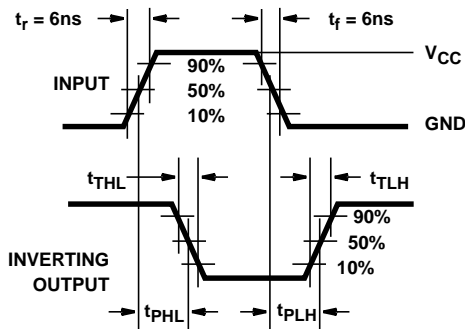 tr = 6ns
tf = 6ns
VCC
INPUT
90%
50%
10%
GND
tTHL
tTLH
90%
50%
10%
INVERTING
OUTPUT
tPHL
tPLH